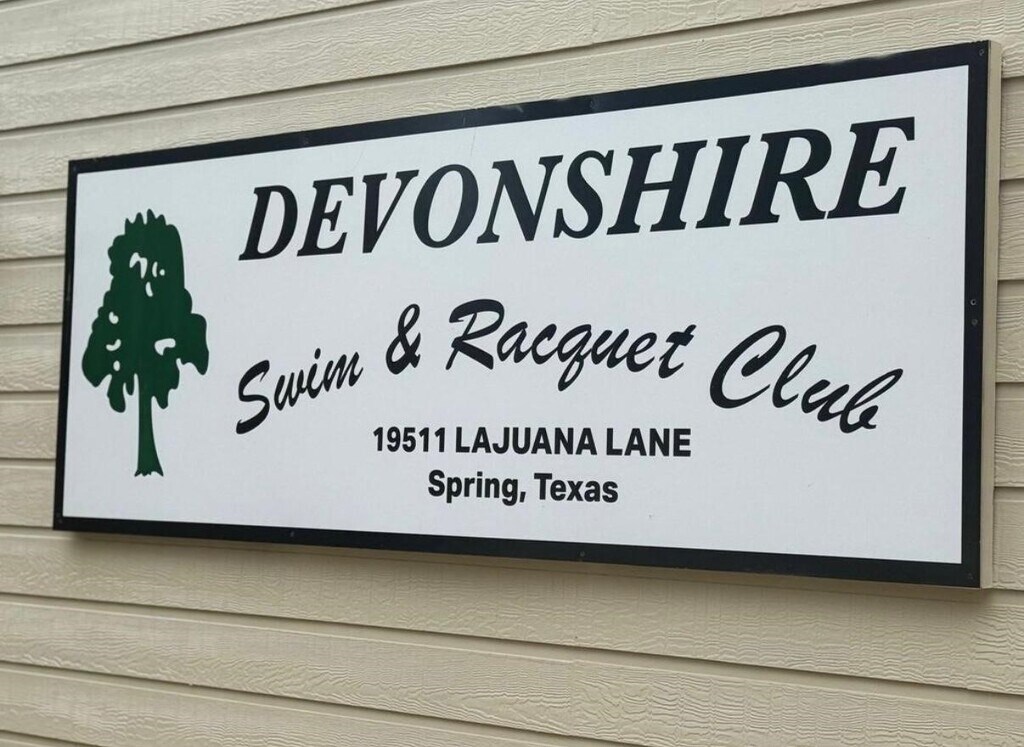 DEVONSHIRE
Swim & Racquet Club
19511 LAJUANA LANE
Spring, Texas